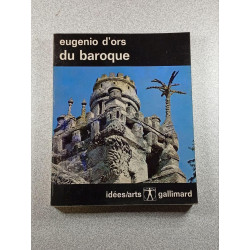 eugenio d'ors
du baroque
idées/arts gallimard